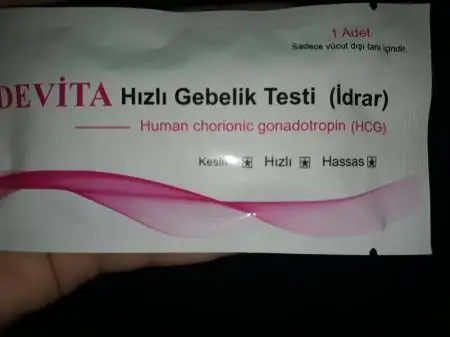 1 Adet
Sadece vücut dışı tanı içindir.
DEVİTA Hızlı Gebelik Testi (İdrar)
Human chorionic gonadotropin (HCG)
Kesin Hızlı Hassas